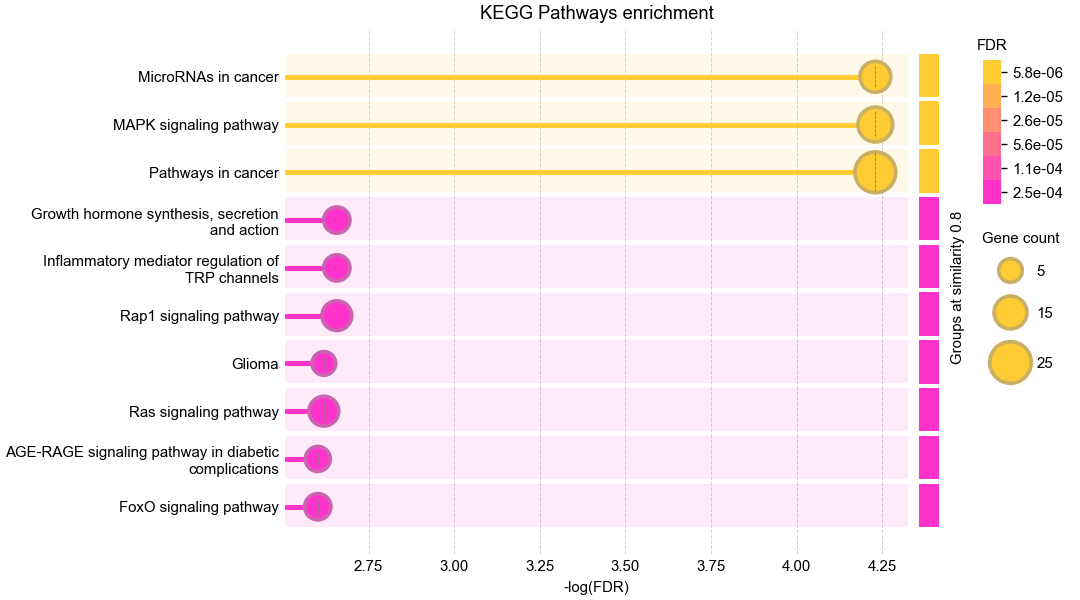 KEGG Pathways enrichment
MicroRNAs in cancer
MAPK signaling pathway
Pathways in cancer
Growth hormone synthesis, secretion
and action
Inflammatory mediator regulation of
TRP channels
Rap1 signaling pathway
Glioma
Ras signaling pathway
AGE-RAGE signaling pathway in diabetic
complications
FoxO signaling pathway
2.75 3.00 3.25 3.50 3.75 4.00 4.25
-log(FDR)
Groups at similarity 0.8
FDR
5.8e-06
1.2e-05
2.6e-05
5.6e-05
1.1e-04
2.5e-04
Gene count
5
15
25